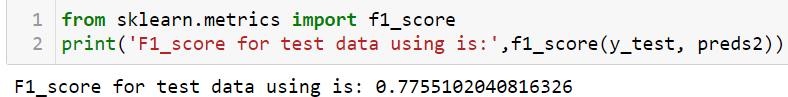 1 from sklearn.metrics import f1_score
2 print('F1_score for test data using is:',f1_score(y_test, preds2))
F1_score for test data using is: 0.7755102040816326